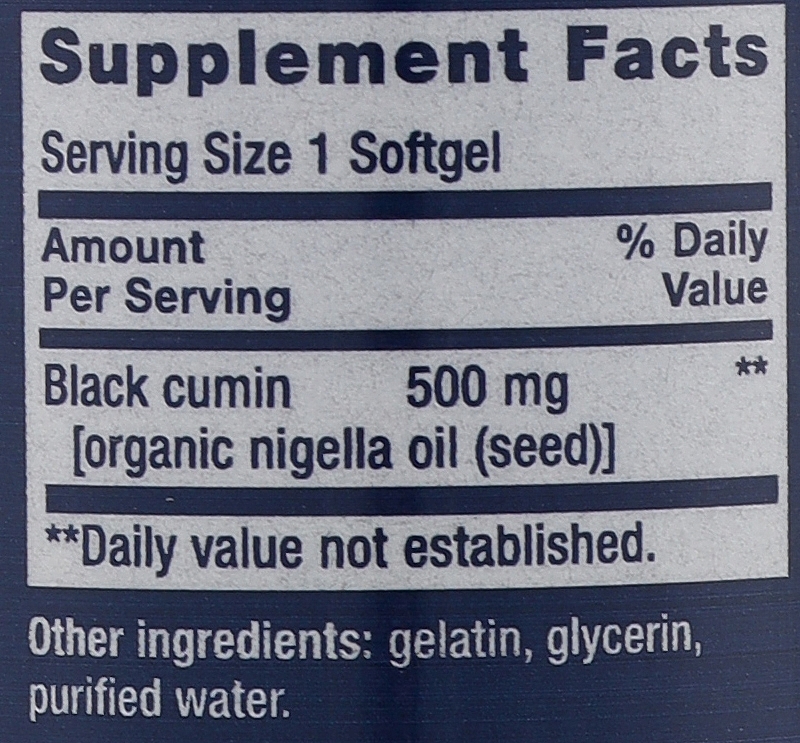 Supplement Facts
Serving Size 1 Softgel
Amount % Daily
Per Serving Value
Black cumin 500 mg **
[organic nigella oil (seed)]
**Daily value not established.
Other ingredients: gelatin, glycerin,
purified water.